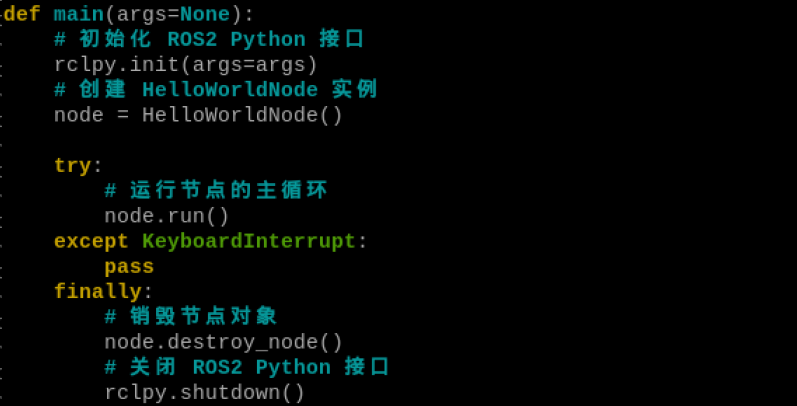 def main(args=None):
    # 初始化 ROS2 Python 接口
    rclpy.init(args=args)
    # 创建 HelloWorldNode 实例
    node = HelloWorldNode()

    try:
        # 运行节点的主循环
        node.run()
    except KeyboardInterrupt:
        pass
    finally:
        # 销毁节点对象
        node.destroy_node()
        # 关闭 ROS2 Python 接口
        rclpy.shutdown()